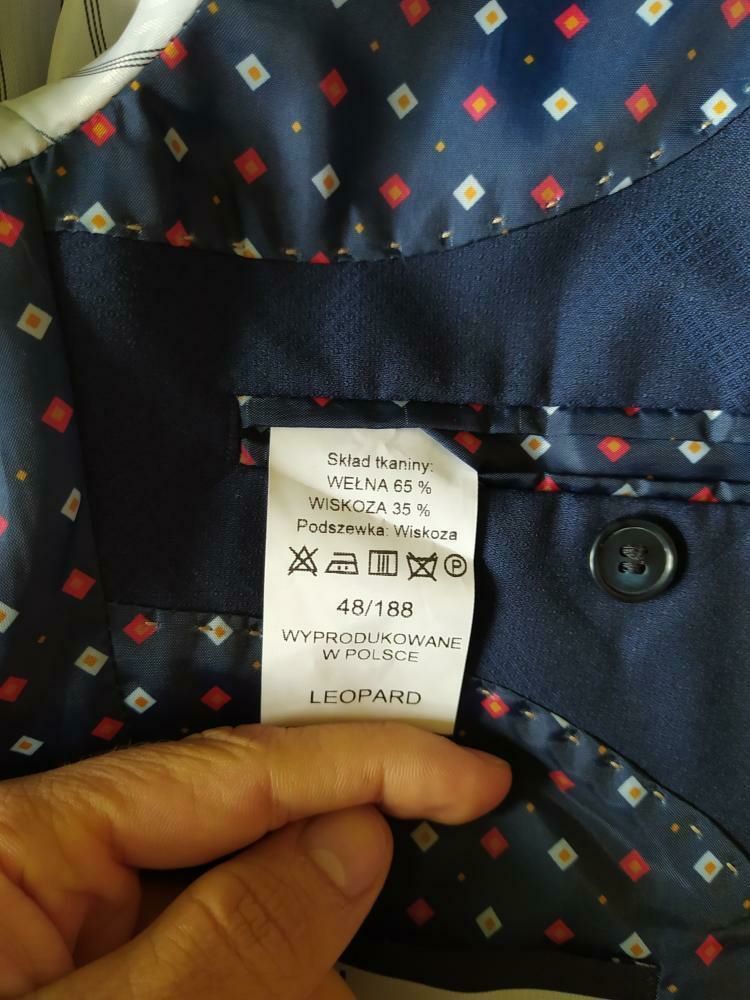 Skład tkaniny:
WEŁNA 65 %
WISKOZA 35 %
Podszewka: Wiskoza
P
48/188
WYPRODUKOWANE
W POLSCE
LEOPARD